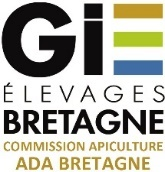 GIE
ÉLEVAGES
BRETAGNE
COMMISSION APICULTURE
ADA BRETAGNE